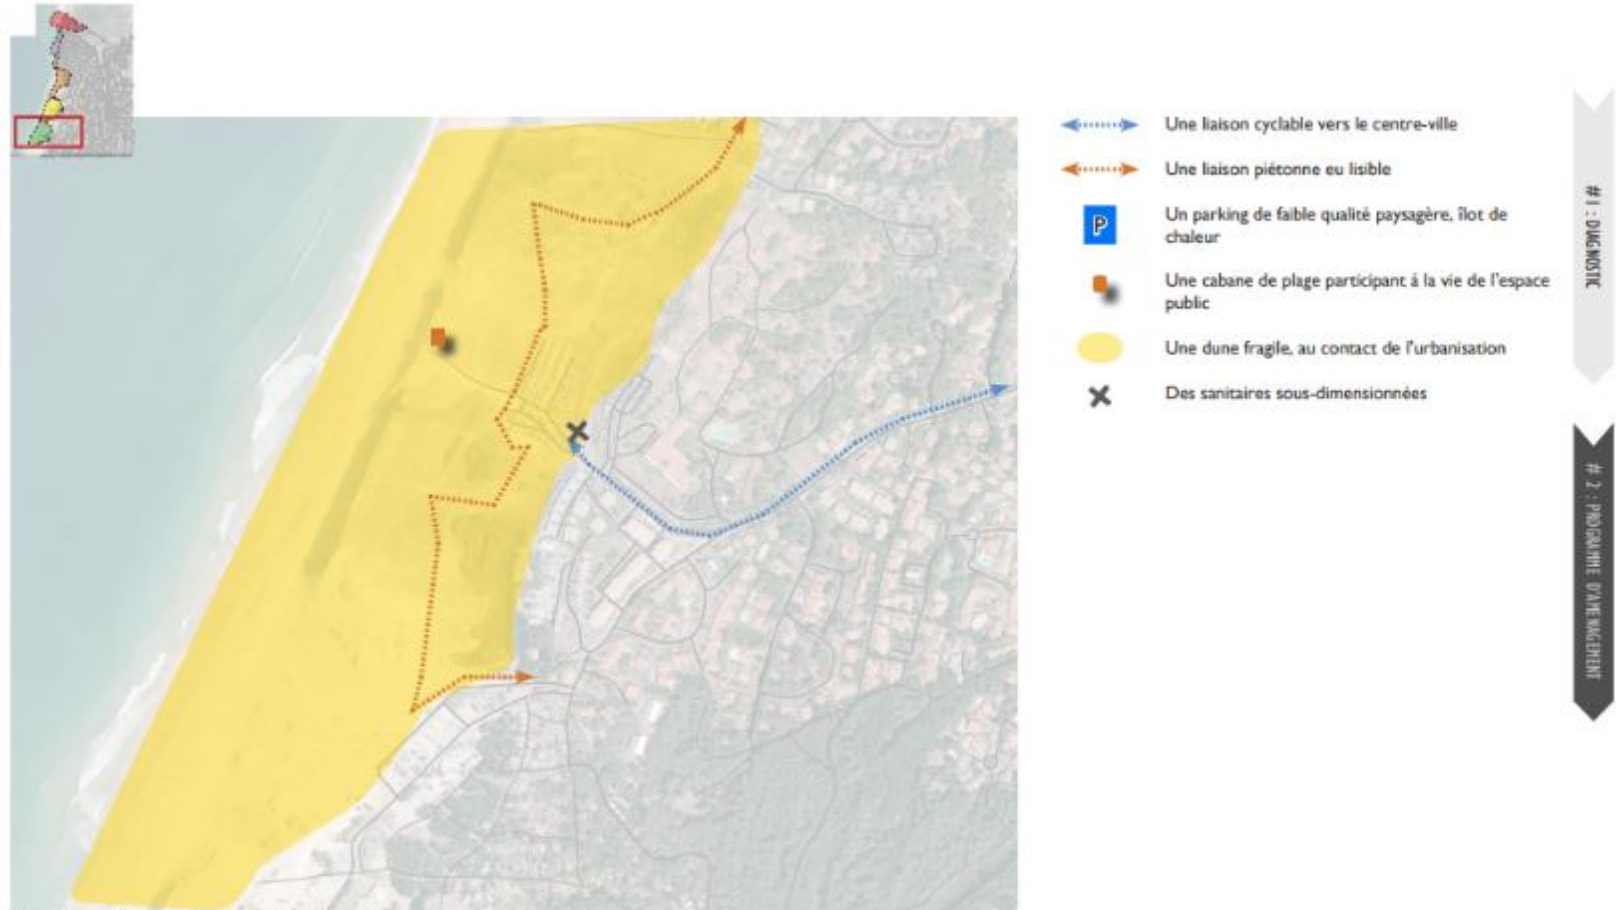 Une liaison cyclable vers le centre-ville
Une liaison piétonne eu lisible
P
Un parking de faible qualité paysagère, îlot de
chaleur
Une cabane de plage participant à la vie de l'espace
public
Une dune fragile, au contact de l'urbanisation
Des sanitaires sous-dimensionnées
#1 : DIAGNOSTIC
# 2 : PROGRAMME D'AMENAGEMENT